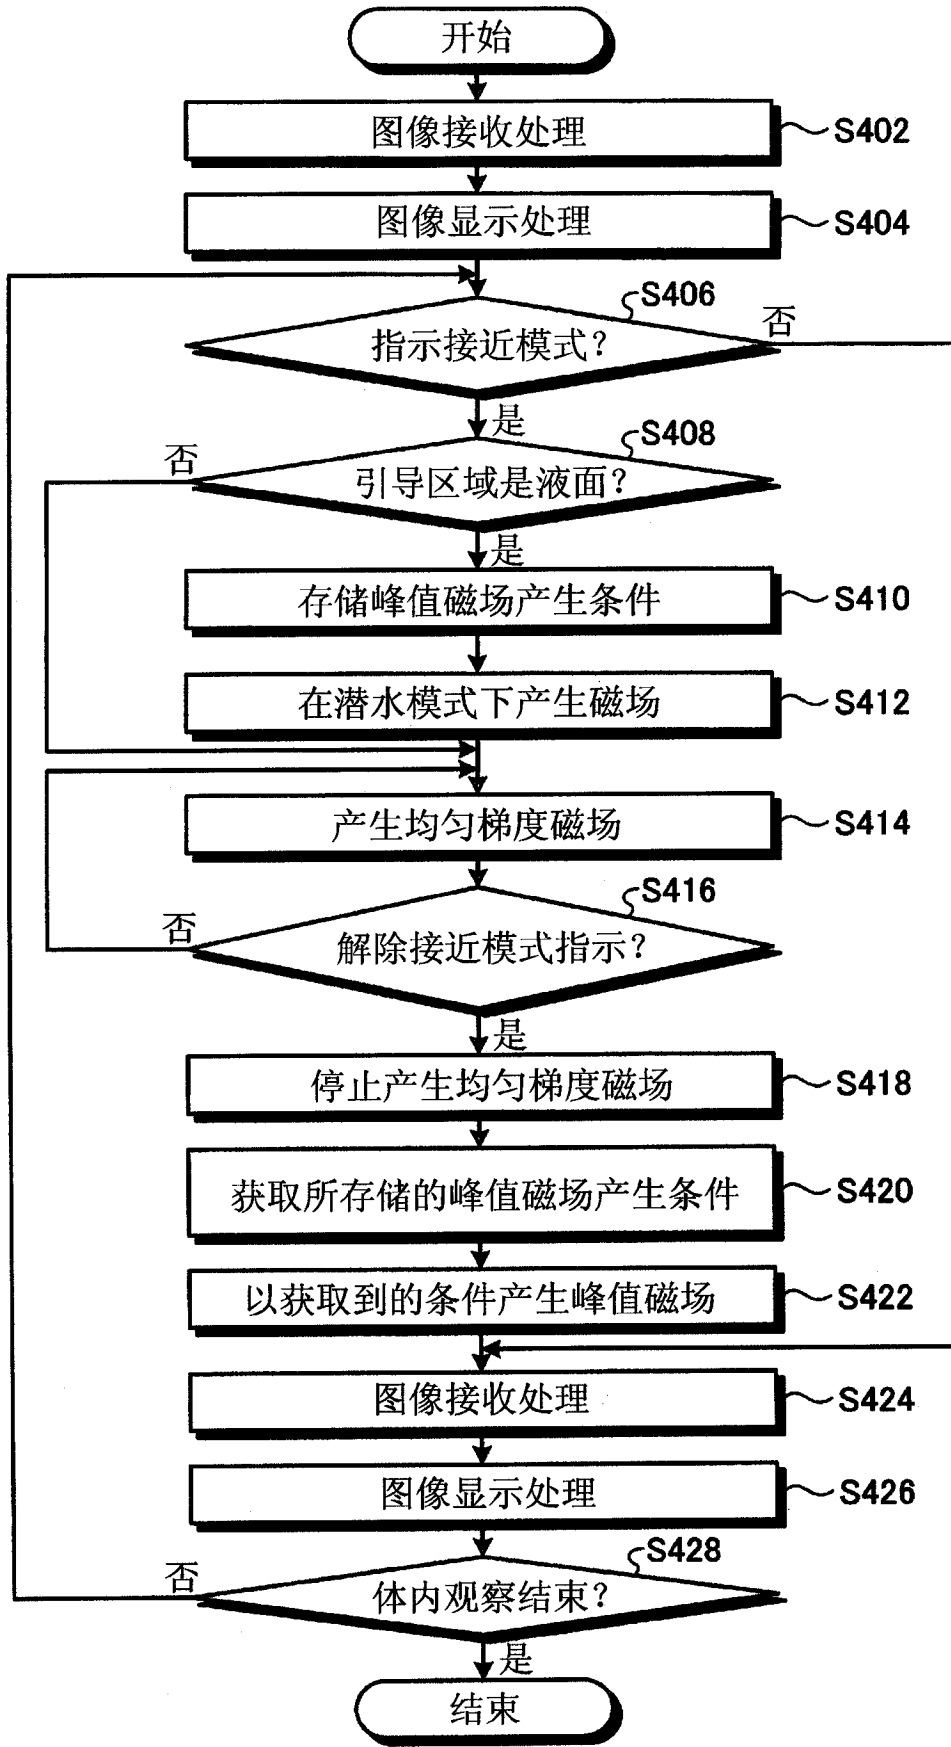 开始
图像接收处理
S402
图像显示处理
S404
S406
指示接近模式？
否
是
S408
引导区域是液面？
否
是
存储峰值磁场产生条件
S410
在潜水模式下产生磁场
S412
产生均匀梯度磁场
S414
S416
解除接近模式指示？
否
是
停止产生均匀梯度磁场
S418
获取所存储的峰值磁场产生条件
S420
以获取到的条件产生峰值磁场
S422
图像接收处理
S424
图像显示处理
S426
S428
体内观察结束？
否
是
结束